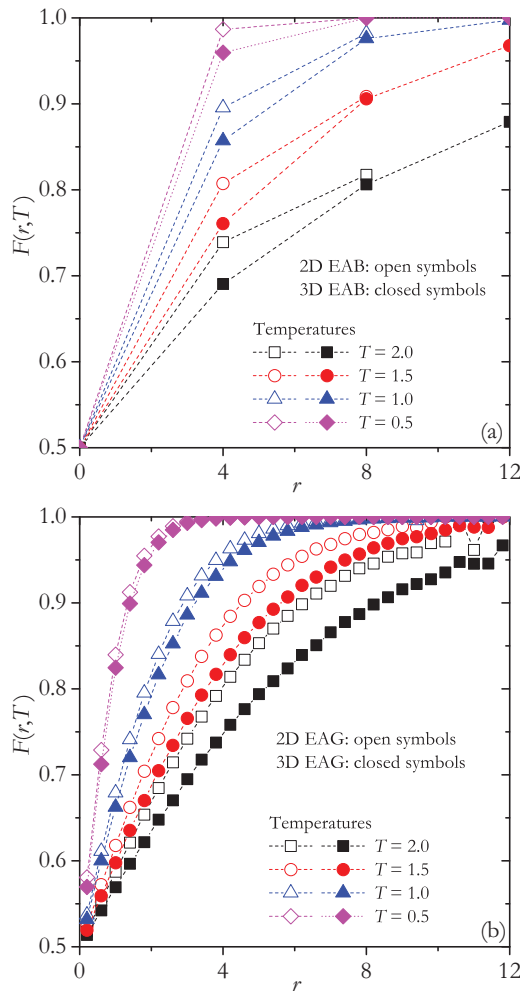 1.0
0.9
0.8
0.7
0.6
0.5
F(r,T)
2D EAB: open symbols
3D EAB: closed symbols
Temperatures
T = 2.0
T = 1.5
T = 1.0
T = 0.5
(a)
0 4 8 12
r
1.0
0.9
0.8
0.7
0.6
0.5
F(r,T)
2D EAG: open symbols
3D EAG: closed symbols
Temperatures
T = 2.0
T = 1.5
T = 1.0
T = 0.5
(b)
0 4 8 12
r